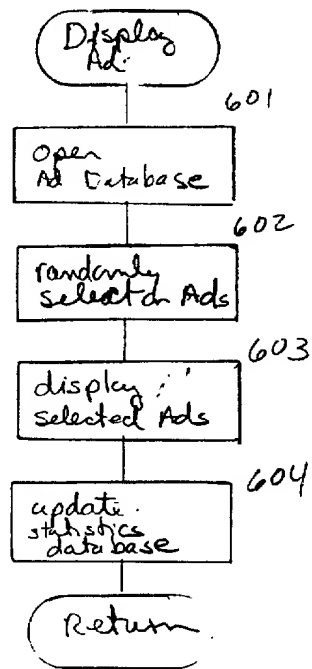 Display
Ad
601
open
Ad Database
602
randomly
select n Ads
603
display
selected Ads
604
update
statistics
database
Return